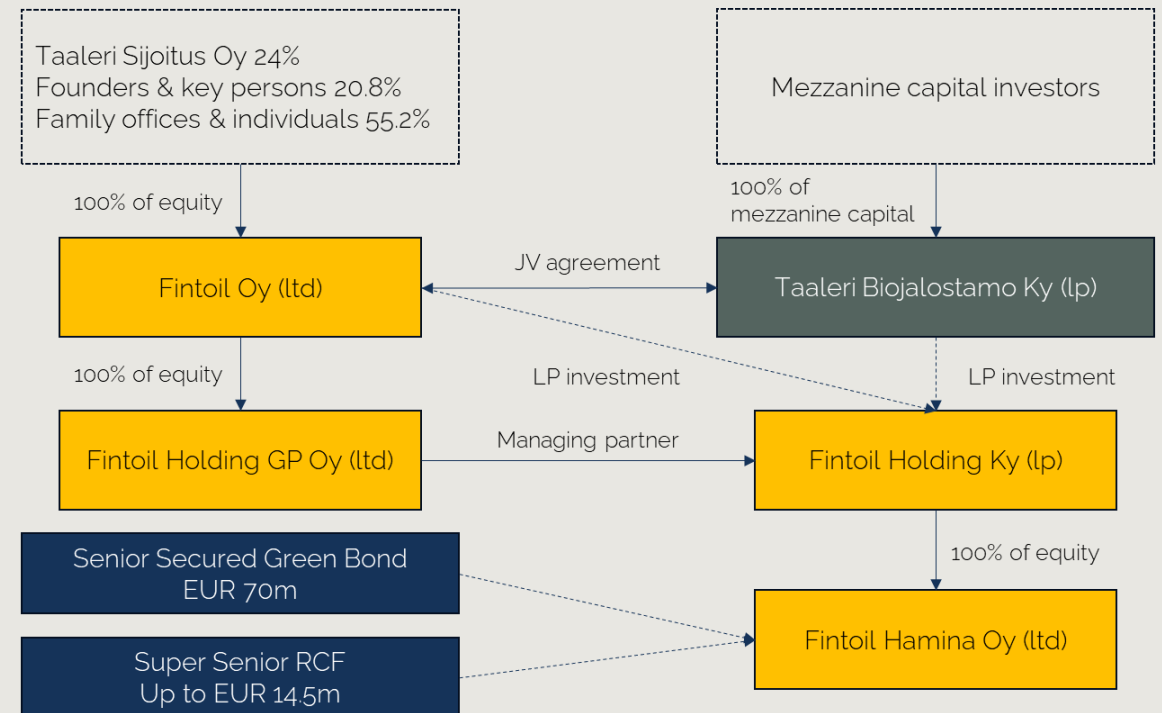 Taaleri Sijoitus Oy 24%
Founders & key persons 20.8%
Family offices & individuals 55.2%
Mezzanine capital investors
100% of equity
100% of
mezzanine capital
Fintoil Oy (ltd)
JV agreement
Taaleri Biojalostamo Ky (lp)
100% of equity
LP investment
LP investment
Fintoil Holding GP Oy (ltd)
Managing partner
Fintoil Holding Ky (lp)
Senior Secured Green Bond
EUR 70m
100% of equity
Fintoil Hamina Oy (ltd)
Super Senior RCF
Up to EUR 14.5m